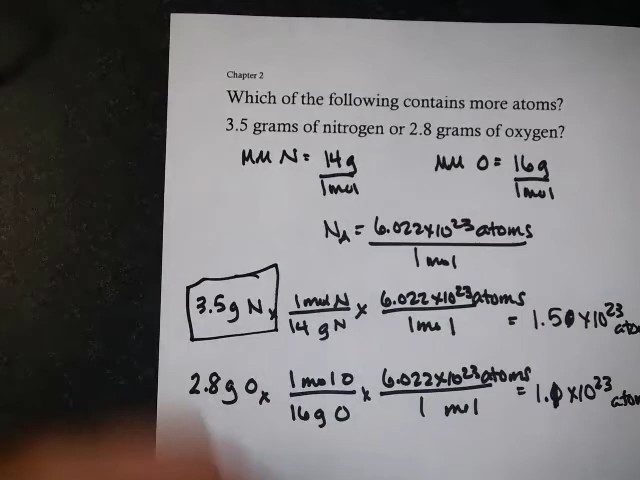 Chapter 2
Which of the following contains more atoms?
3.5 grams of nitrogen or 2.8 grams of oxygen?
MM N = 14g / 1mol MM O = 16g / 1mol
NA = 6.022x10^23 atoms / 1 mol
3.5g N x 1mol N / 14 g N x 6.022x10^23 atoms / 1mol = 1.50x10^23
2.8g O x 1mol O / 16g O x 6.022x10^23 atoms / 1 mol = 1.0x10^23